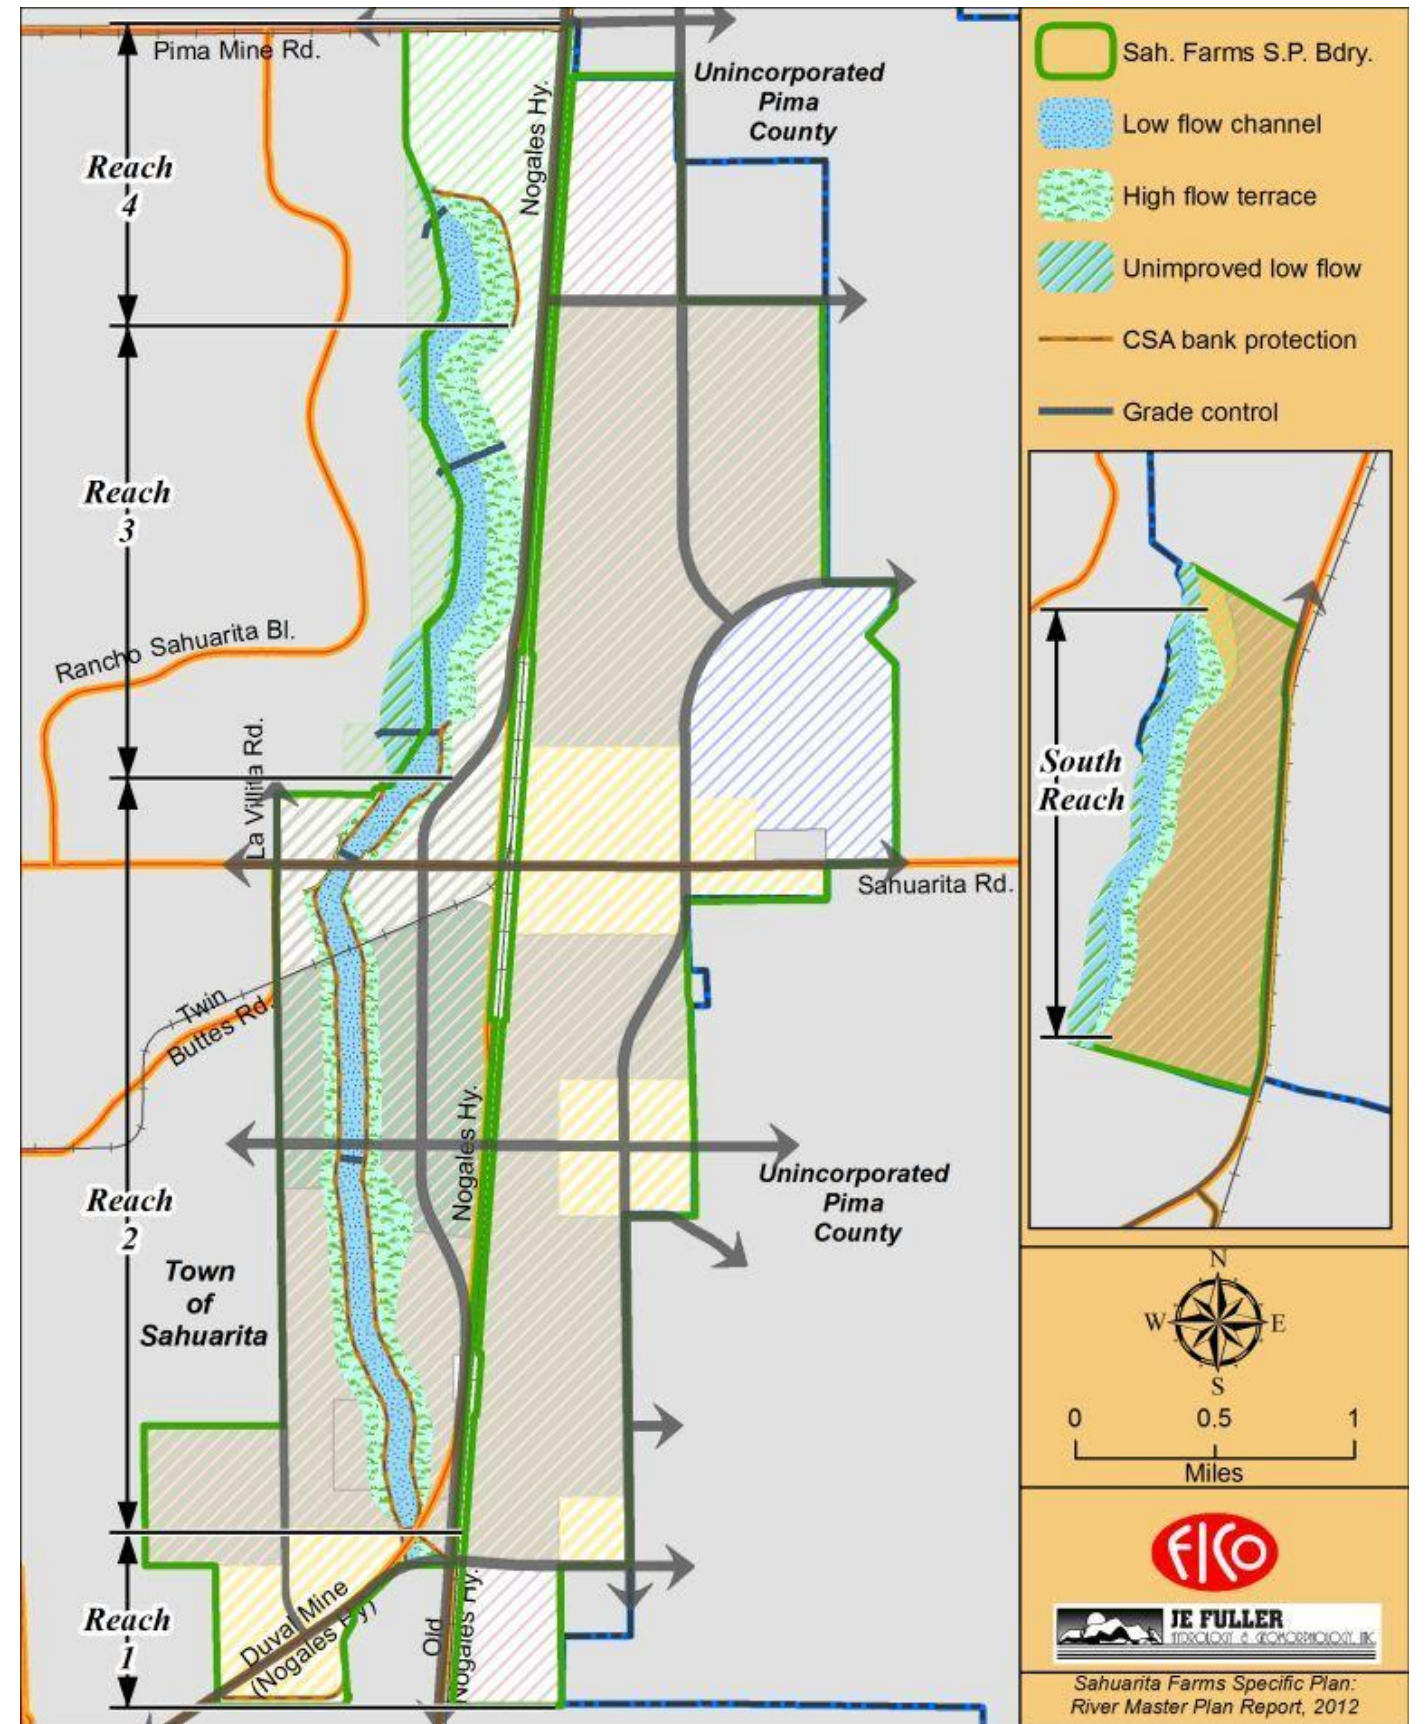 Pima Mine Rd.
Nogales Hy.
Unincorporated
Pima
County
Reach
4
Reach
3
Rancho Sahuarita Bl.
La Villita Rd.
Sahuarita Rd.
Twin
Buttes Rd.
Nogales Hy.
Reach
2
Unincorporated
Pima
County
Town
of
Sahuarita
Reach
1
Duval Mine
(Nogales Hy)
Old
Nogales Hy.
Sah. Farms S.P. Bdry.
Low flow channel
High flow terrace
Unimproved low flow
CSA bank protection
Grade control
South
Reach
N
W E
S
0 0.5 1
Miles
FICO
JE FULLER
HYDROLOGY & GEOMORPHOLOGY, INC.
Sahuarita Farms Specific Plan:
River Master Plan Report, 2012